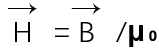 H⃗ = B⃗ /μ₀